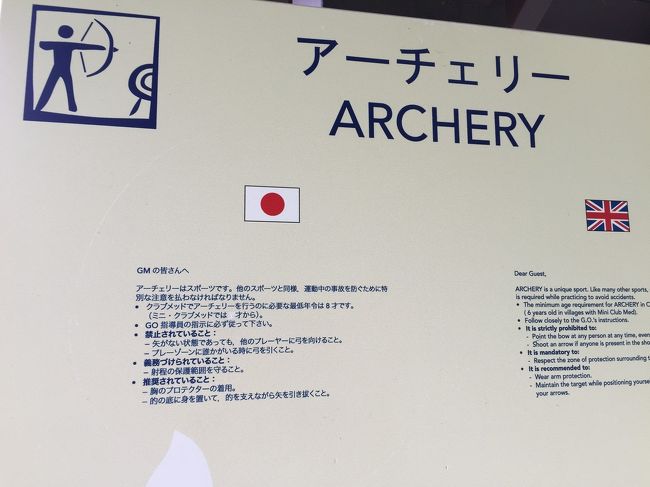 アーチェリー
ARCHERY
GM の皆さんへ
アーチェリーはスポーツです。他のスポーツと同様，運動中の事故を防ぐために特
別な注意を払わなければなりません。
• クラブメッドでアーチェリーを行うのに必要な最低年令は 8 才です。
（ミニ・クラブメッドでは 才から）。
• GO 指導員の指示に必ず従って下さい。
• 禁止されていること：
– 矢がない状態であっても，他のプレーヤーに弓を向けること。
– プレーゾーンに誰かがいる時に弓を引くこと。
• 義務づけられていること：
– 射程の保護範囲を守ること。
• 推奨されていること：
– 胸のプロテクターの着用。
– 的の底に身を置いて，的を支えながら矢を引き抜くこと。
Dear Guest,
ARCHERY is a unique sport. Like many other sports,
is required while practicing to avoid accidents.
• The minimum age requirement for ARCHERY in C
( 6 years old in villages with Mini Club Med).
• Follow closely to the G.O.'s instructions.
• It is strictly prohibited to:
- Point the bow at any person at any time, even
- Shoot an arrow if anyone is present in the shoo
• It is mandatory to:
- Respect the zone of protection surrounding t
• It is recommended to:
- Wear arm protection.
- Maintain the target while positioning yourse
your arrows.